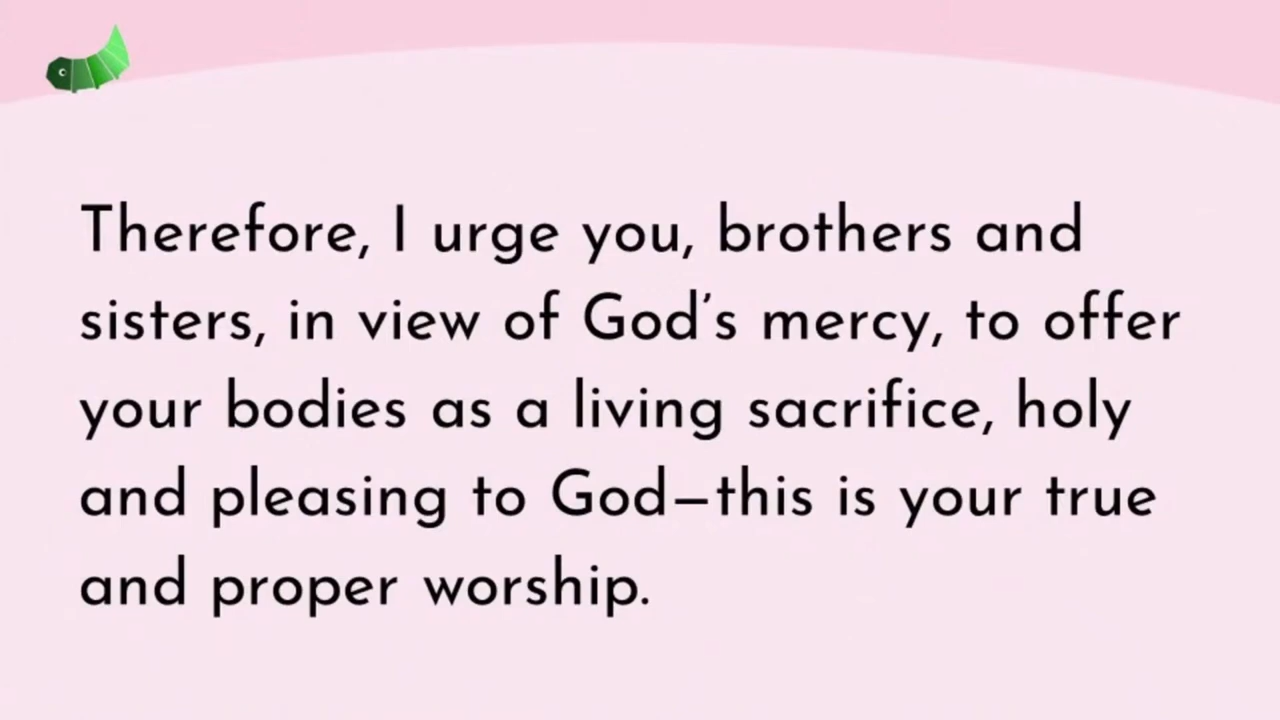 Therefore, I urge you, brothers and
sisters, in view of God's mercy, to offer
your bodies as a living sacrifice, holy
and pleasing to God—this is your true
and proper worship.